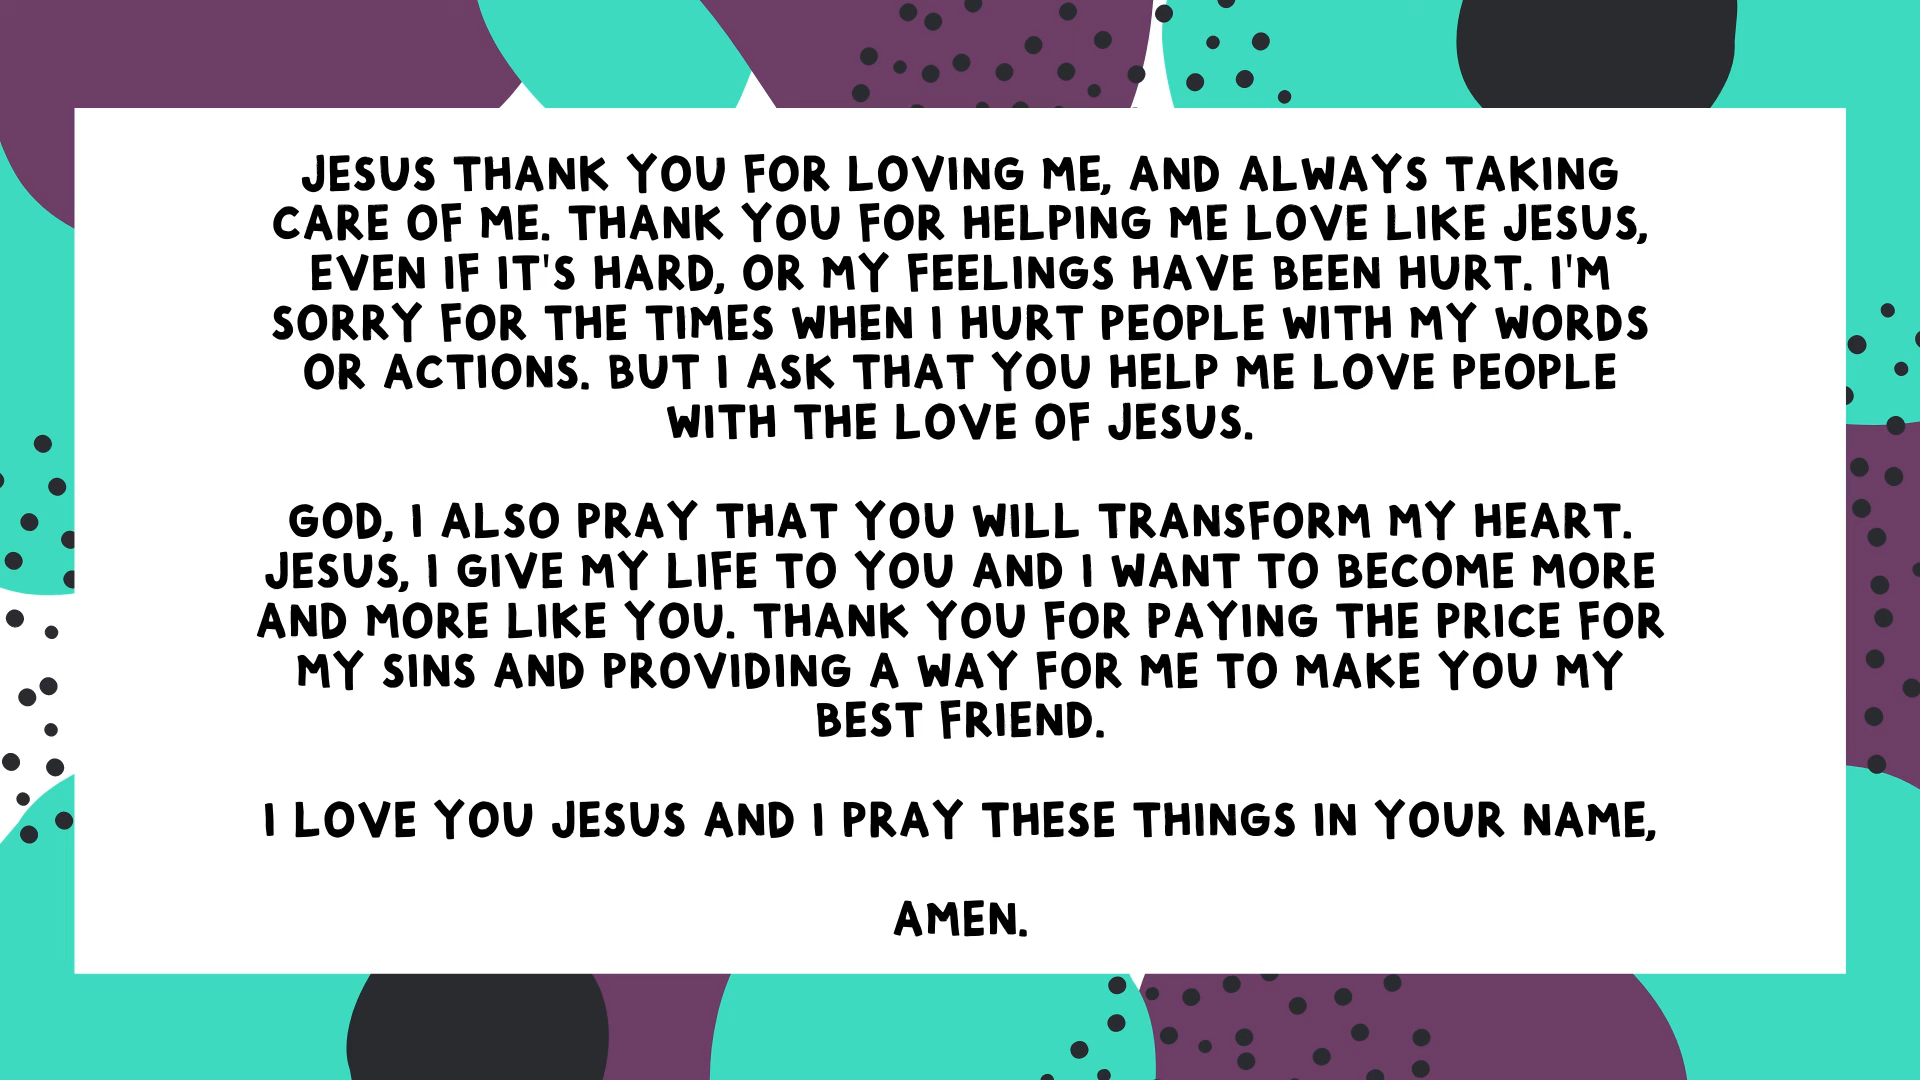 JESUS THANK YOU FOR LOVING ME, AND ALWAYS TAKING
CARE OF ME. THANK YOU FOR HELPING ME LOVE LIKE JESUS,
EVEN IF IT'S HARD, OR MY FEELINGS HAVE BEEN HURT. I'M
SORRY FOR THE TIMES WHEN I HURT PEOPLE WITH MY WORDS
OR ACTIONS. BUT I ASK THAT YOU HELP ME LOVE PEOPLE
WITH THE LOVE OF JESUS.
GOD, I ALSO PRAY THAT YOU WILL TRANSFORM MY HEART.
JESUS, I GIVE MY LIFE TO YOU AND I WANT TO BECOME MORE
AND MORE LIKE YOU. THANK YOU FOR PAYING THE PRICE FOR
MY SINS AND PROVIDING A WAY FOR ME TO MAKE YOU MY
BEST FRIEND.
I LOVE YOU JESUS AND I PRAY THESE THINGS IN YOUR NAME,
AMEN.